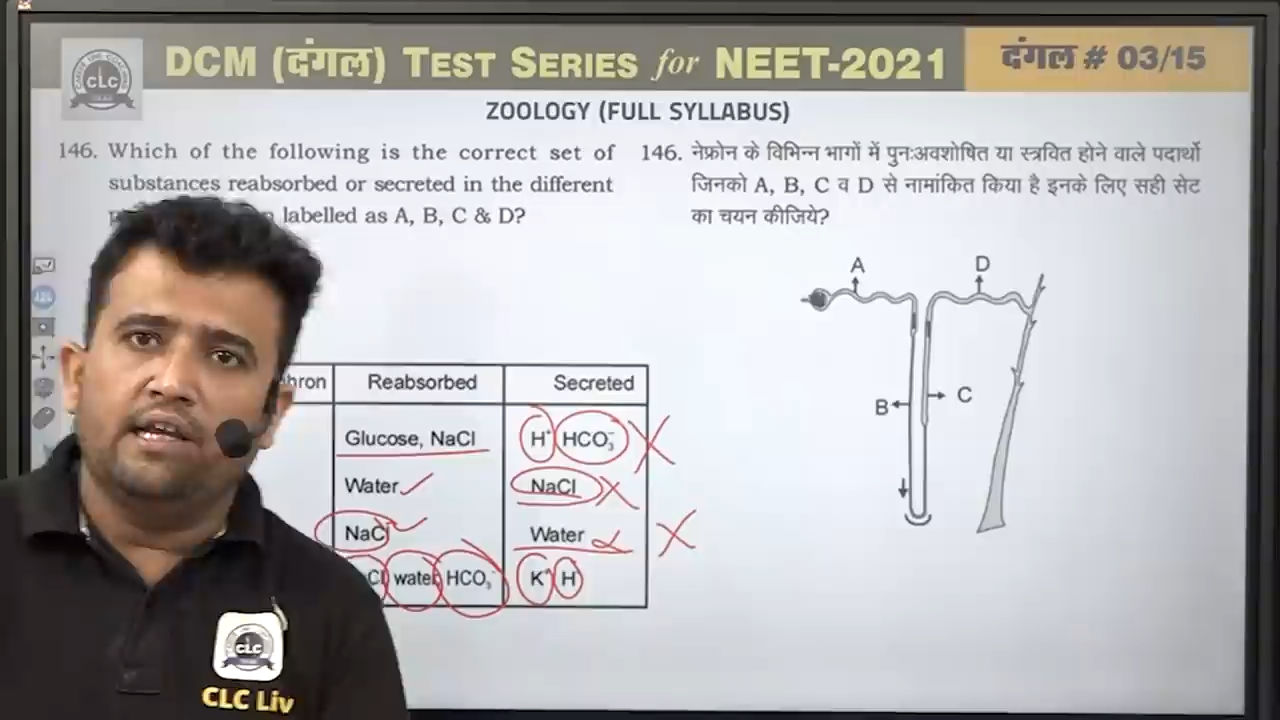 DCM (दंगल) TEST SERIES for NEET-2021
दंगल # 03/15
CLC
ZOOLOGY (FULL SYLLABUS)
146. Which of the following is the correct set of
substances reabsorbed or secreted in the different
labelled as A, B, C & D?
146. नेफ्रोन के विभिन्न भागों में पुनःअवशोषित या स्त्रवित होने वाले पदार्थो
जिनको A, B, C व D से नामांकित किया है इनके लिए सही सेट
का चयन कीजिये?
A
D
B
C
Reabsorbed Secreted
Glucose, NaCl H⁺ HCO₃⁻
Water NaCl
NaCl Water
water HCO₃⁻ K⁺ H⁺
CLC
CLC Liv